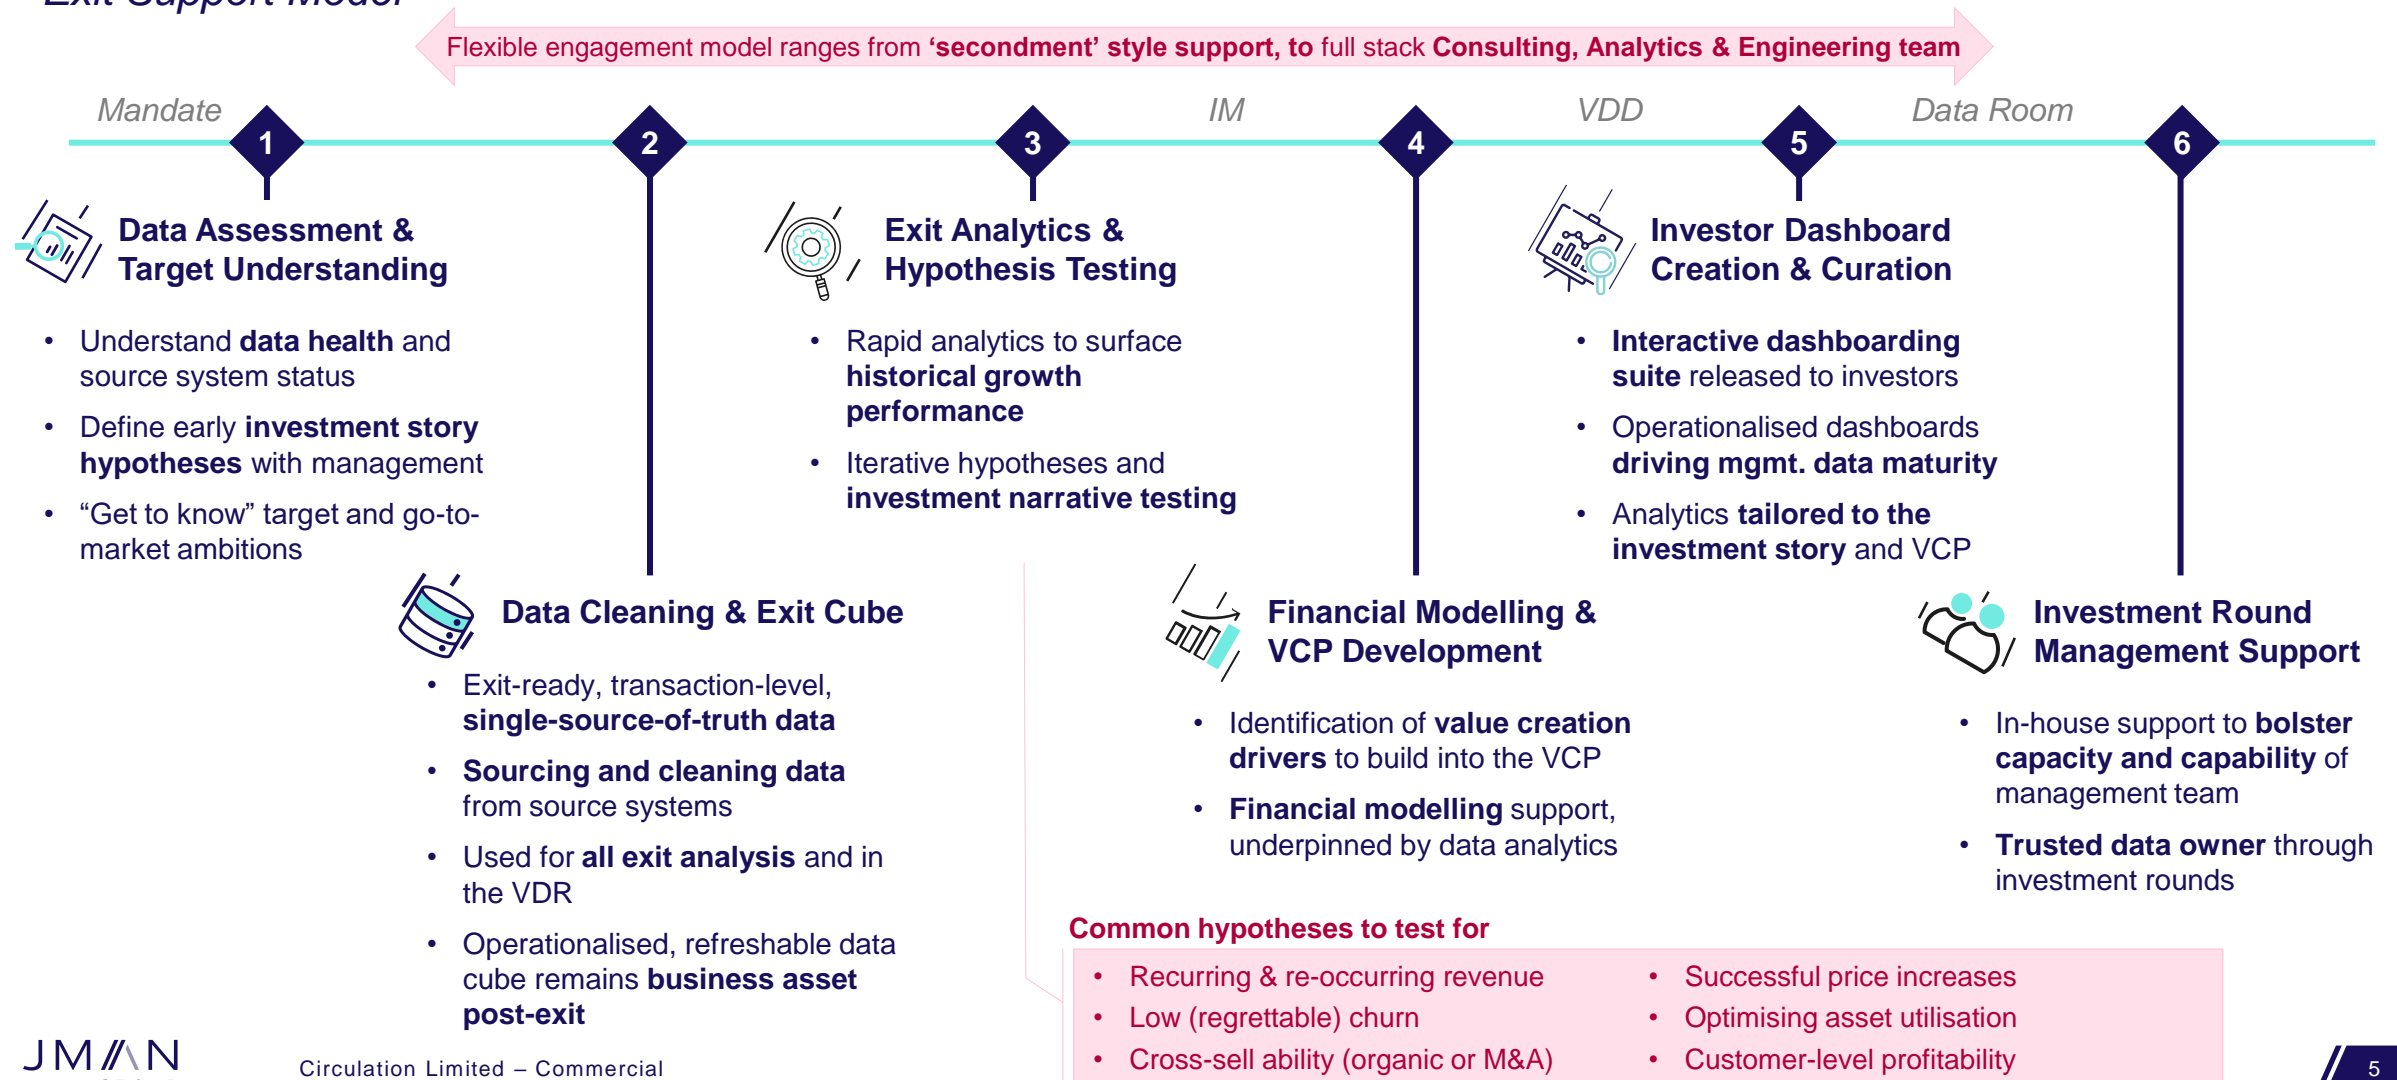 Exit Support Model
Flexible engagement model ranges from ‘secondment’ style support, to full stack Consulting, Analytics & Engineering team
Mandate
IM
VDD
Data Room
1
2
3
4
5
6
Data Assessment &
Target Understanding
• Understand data health and
source system status
• Define early investment story
hypotheses with management
• “Get to know” target and go-to-
market ambitions
Data Cleaning & Exit Cube
• Exit-ready, transaction-level,
single-source-of-truth data
• Sourcing and cleaning data
from source systems
• Used for all exit analysis and in
the VDR
• Operationalised, refreshable data
cube remains business asset
post-exit
Exit Analytics &
Hypothesis Testing
• Rapid analytics to surface
historical growth
performance
• Iterative hypotheses and
investment narrative testing
Financial Modelling &
VCP Development
• Identification of value creation
drivers to build into the VCP
• Financial modelling support,
underpinned by data analytics
Investor Dashboard
Creation & Curation
• Interactive dashboarding
suite released to investors
• Operationalised dashboards
driving mgmt. data maturity
• Analytics tailored to the
investment story and VCP
Investment Round
Management Support
• In-house support to bolster
capacity and capability of
management team
• Trusted data owner through
investment rounds
Common hypotheses to test for
• Recurring & re-occurring revenue
• Low (regrettable) churn
• Cross-sell ability (organic or M&A)
• Successful price increases
• Optimising asset utilisation
• Customer-level profitability
JMAN
Circulation Limited – Commercial
5